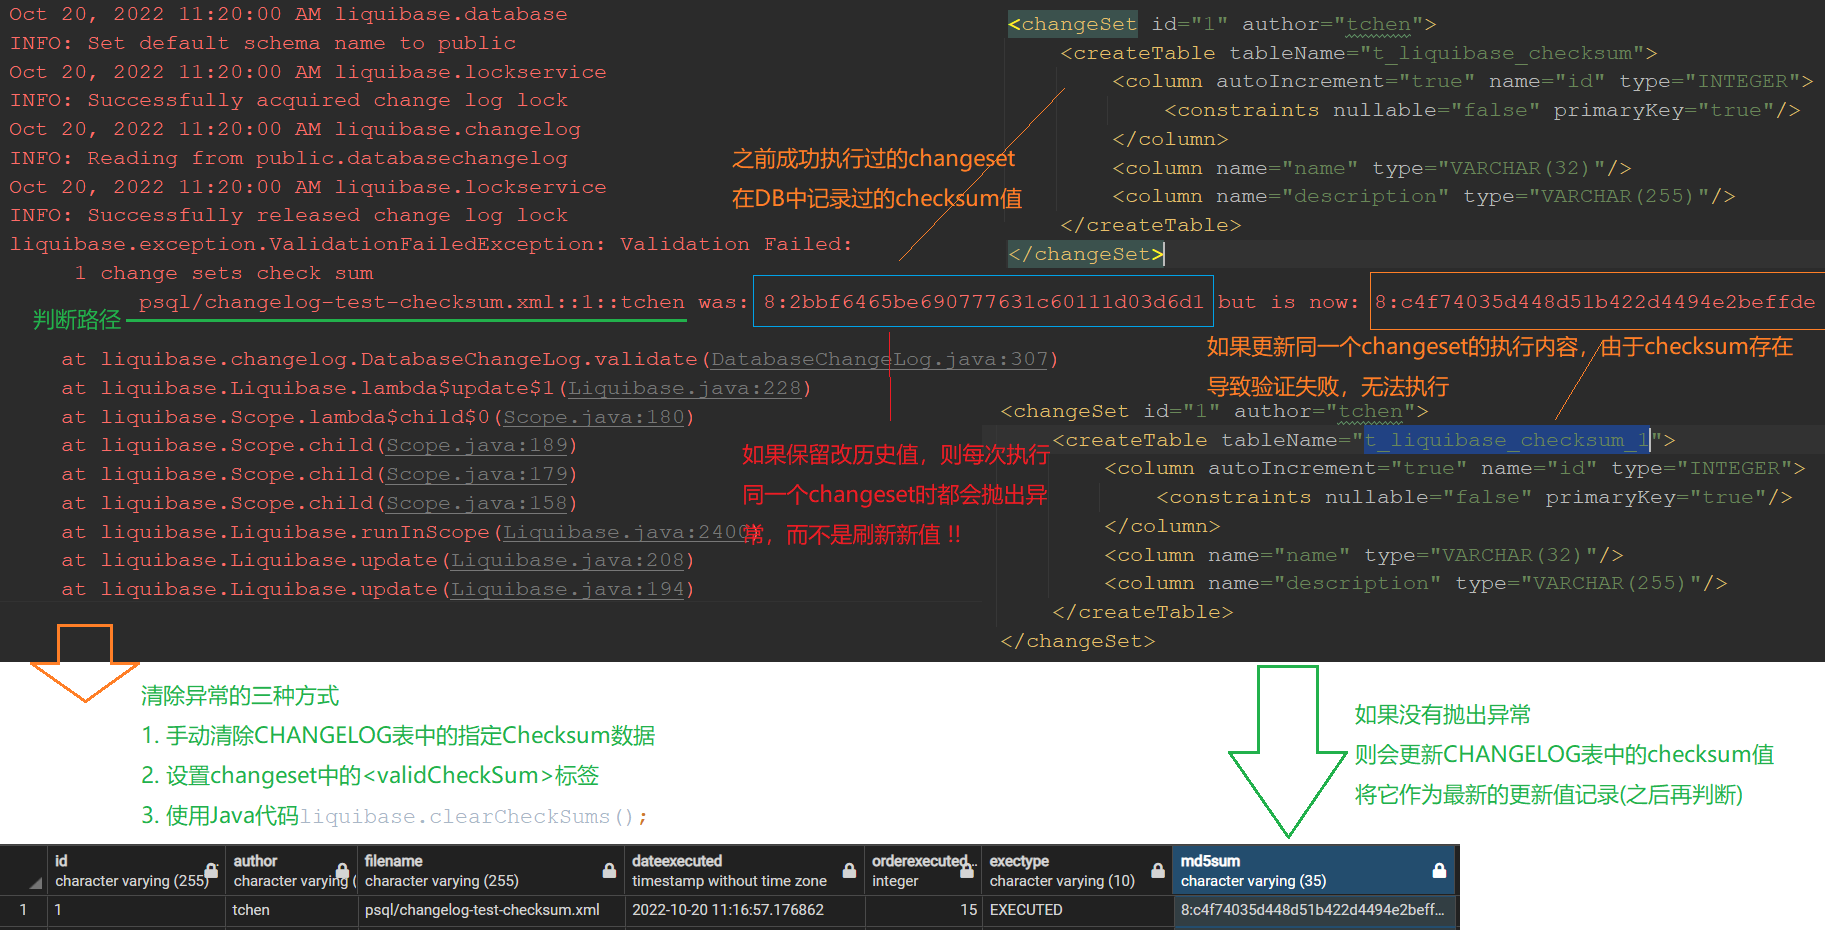 Oct 20, 2022 11:20:00 AM liquibase.database
INFO: Set default schema name to public
Oct 20, 2022 11:20:00 AM liquibase.lockservice
INFO: Successfully acquired change log lock
Oct 20, 2022 11:20:00 AM liquibase.changelog
INFO: Reading from public.databasechangelog
Oct 20, 2022 11:20:00 AM liquibase.lockservice
INFO: Successfully released change log lock
liquibase.exception.ValidationFailedException: Validation Failed:
1 change sets check sum
psql/changelog-test-checksum.xml::1::tchen was: 8:2bbf6465be690777631c60111d03d6d1 but is now: 8:c4f74035d448d51b422d4494e2beffde
判断路径
at liquibase.changelog.DatabaseChangeLog.validate(DatabaseChangeLog.java:307)
at liquibase.Liquibase.lambda$update$1(Liquibase.java:228)
at liquibase.Scope.lambda$child$0(Scope.java:180)
at liquibase.Scope.child(Scope.java:189)
at liquibase.Scope.child(Scope.java:179)
at liquibase.Scope.child(Scope.java:158)
at liquibase.Liquibase.runInScope(Liquibase.java:2400)
at liquibase.Liquibase.update(Liquibase.java:208)
at liquibase.Liquibase.update(Liquibase.java:194)
<changeSet id="1" author="tchen">
<createTable tableName="t_liquibase_checksum">
<column autoIncrement="true" name="id" type="INTEGER">
<constraints nullable="false" primaryKey="true"/>
</column>
<column name="name" type="VARCHAR(32)"/>
<column name="description" type="VARCHAR(255)"/>
</createTable>
</changeSet>
之前成功执行过的changeset
在DB中记录过的checksum值
如果更新同一个changeset的执行内容，由于checksum存在
导致验证失败，无法执行
<changeSet id="1" author="tchen">
<createTable tableName="t_liquibase_checksum_1">
<column autoIncrement="true" name="id" type="INTEGER">
<constraints nullable="false" primaryKey="true"/>
</column>
<column name="name" type="VARCHAR(32)"/>
<column name="description" type="VARCHAR(255)"/>
</createTable>
</changeSet>
如果保留改历史值，则每次执行
同一个changeset时都会抛出异
常，而不是刷新新值 !!
清除异常的三种方式
1. 手动清除CHANGELOG表中的指定Checksum数据
2. 设置changeset中的<validCheckSum>标签
3. 使用Java代码liquibase.clearCheckSums();
如果没有抛出异常
则会更新CHANGELOG表中的checksum值
将它作为最新的更新值记录(之后再判断)
id author filename dateexecuted orderexecuted... exectype md5sum
character varying (255) character varying ( character varying (255) timestamp without time zone integer character varying (10) character varying (35)
1 1 tchen psql/changelog-test-checksum.xml 2022-10-20 11:16:57.176862 15 EXECUTED 8:c4f74035d448d51b422d4494e2beff...